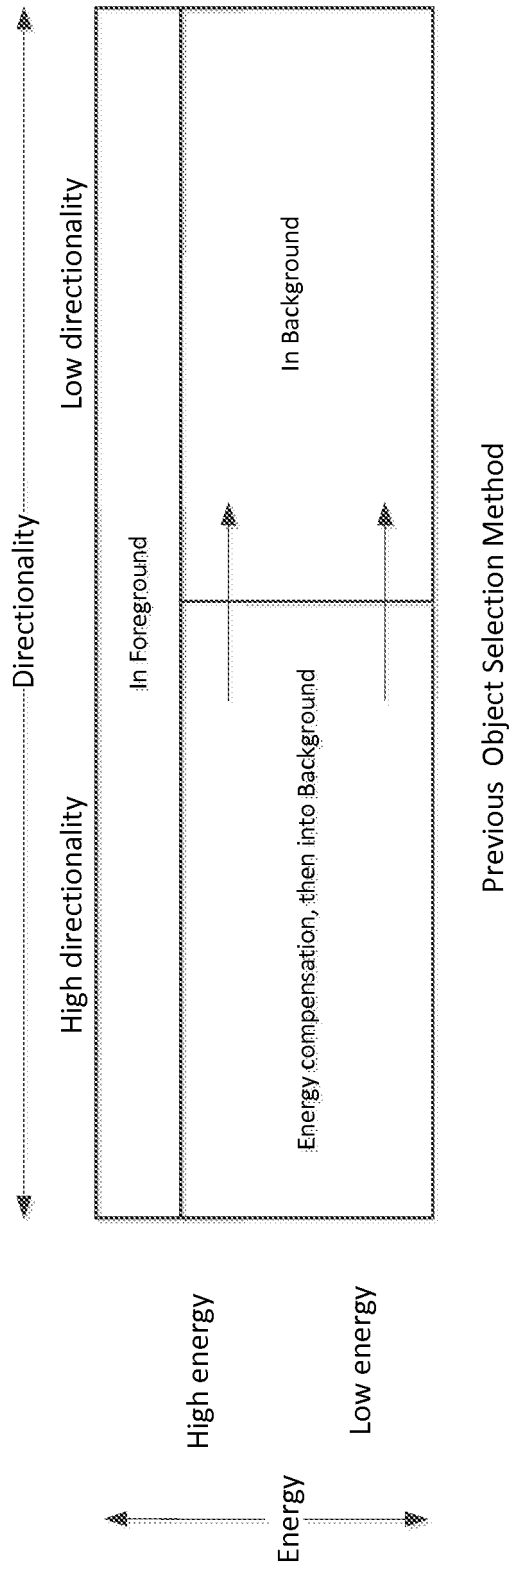 Directionality
High directionality
Low directionality
In Foreground
High energy
Energy compensation, then into Background
In Background
Low energy
Energy
Previous Object Selection Method